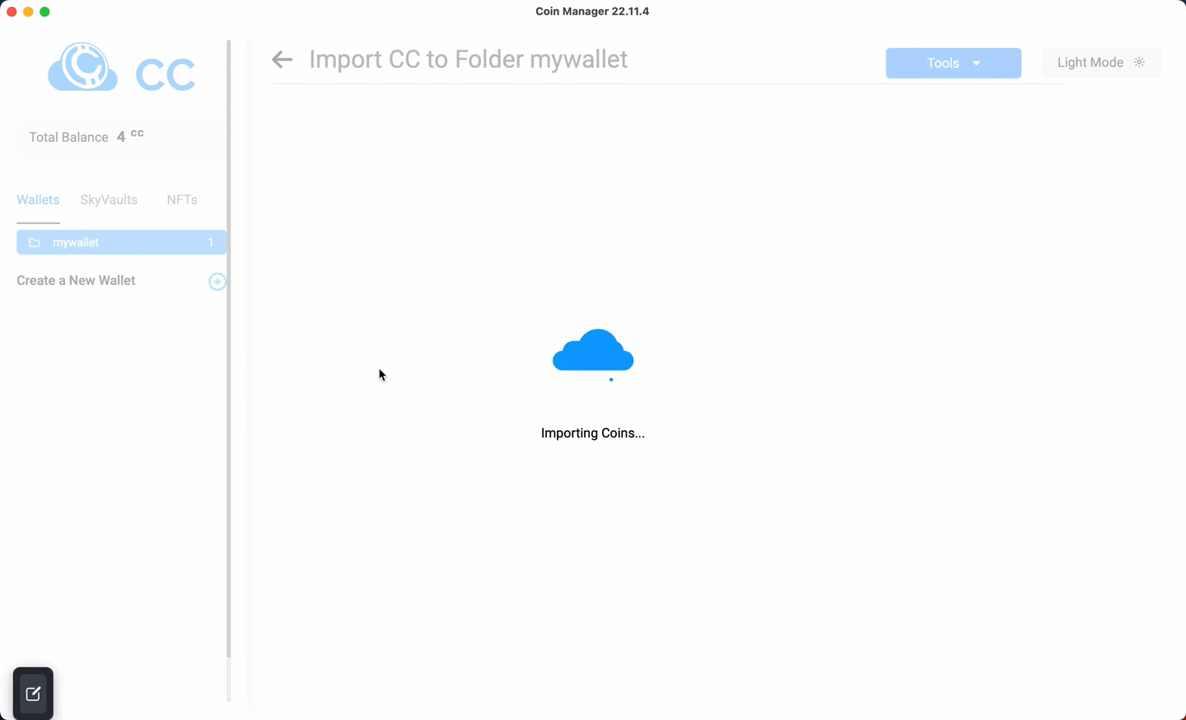 Coin Manager 22.11.4
CC
Import CC to Folder mywallet
Tools
Light Mode
Total Balance 4 cc
Wallets SkyVaults NFTs
mywallet 1
Create a New Wallet
Importing Coins...